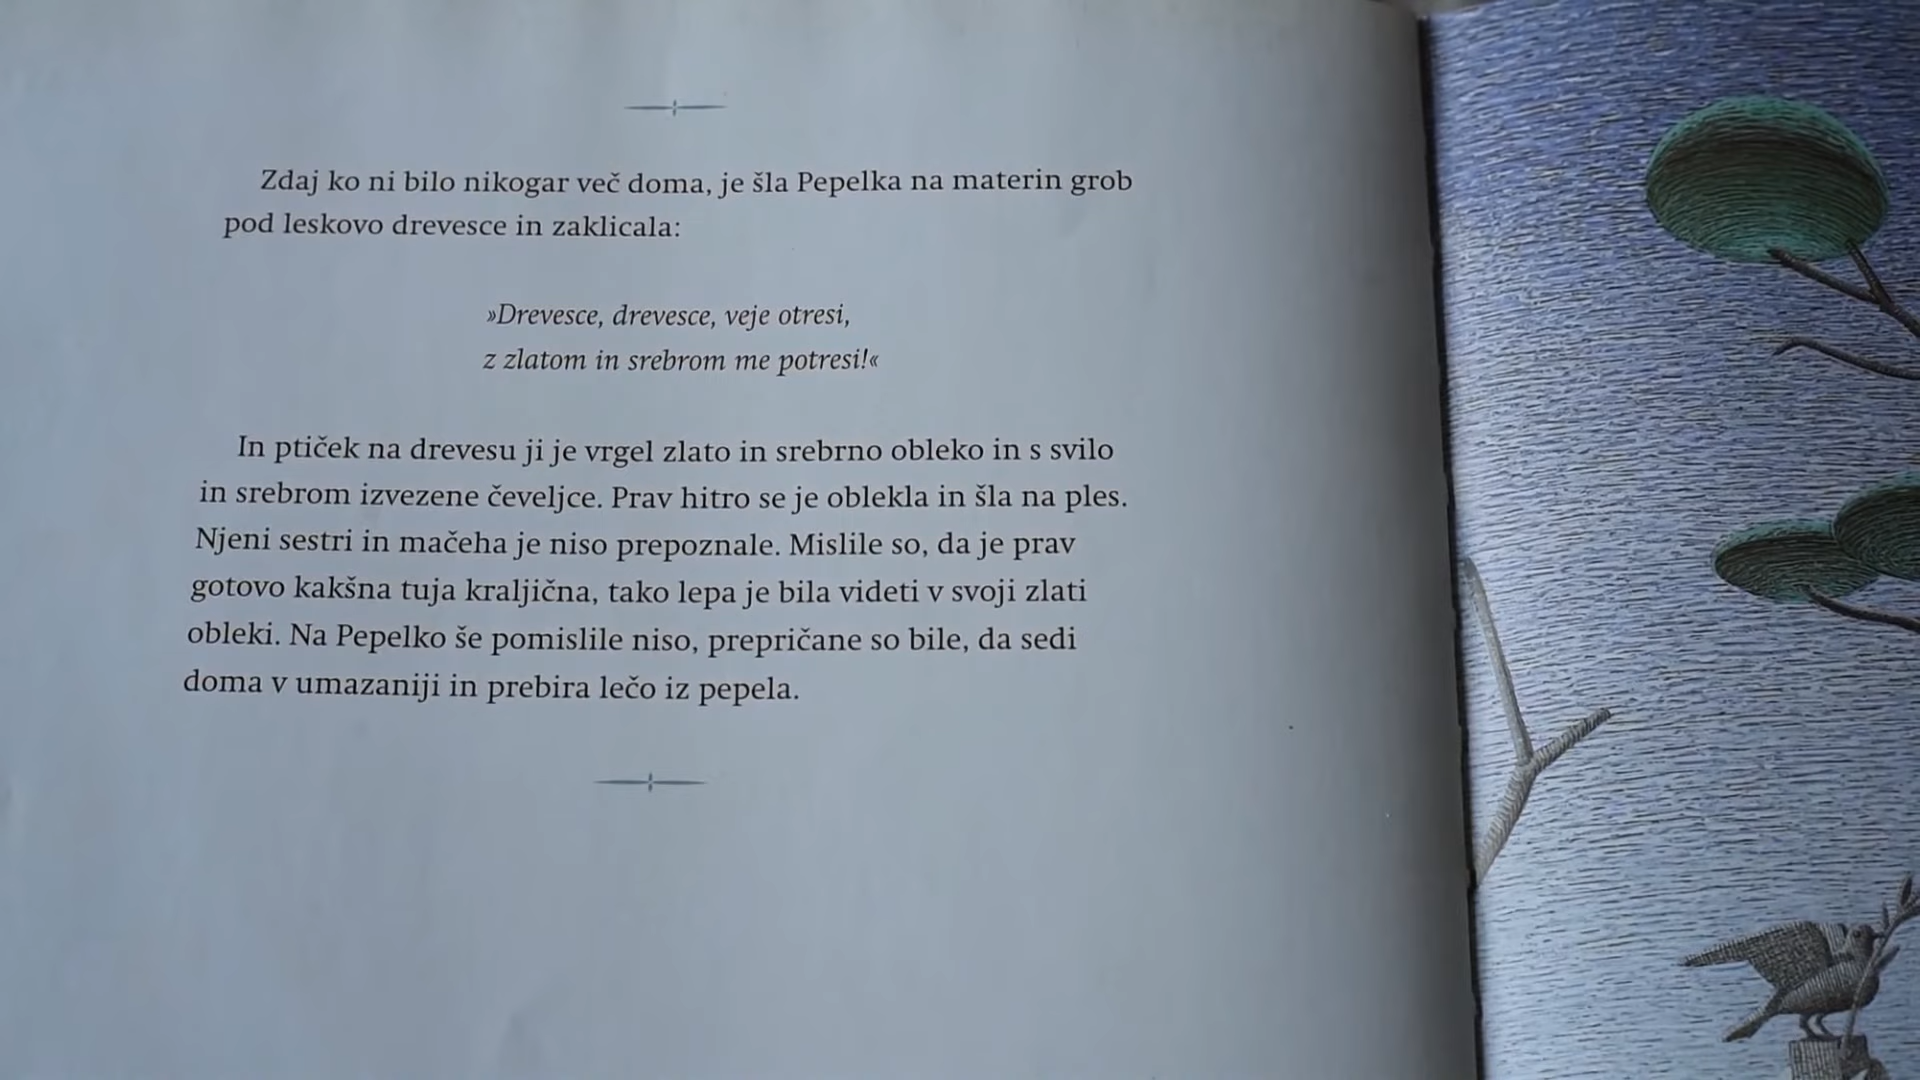 Zdaj ko ni bilo nikogar več doma, je šla Pepelka na materin grob
pod leskovo drevesce in zaklicala:
»Drevesce, drevesce, veje otresi,
z zlatom in srebrom me potresi!«
In ptiček na drevesu ji je vrgel zlato in srebrno obleko in s svilo
in srebrom izvezene čeveljce. Prav hitro se je oblekla in šla na ples.
Njeni sestri in mačeha je niso prepoznale. Mislile so, da je prav
gotovo kakšna tuja kraljična, tako lepa je bila videti v svoji zlati
obleki. Na Pepelko še pomislile niso, prepričane so bile, da sedi
doma v umazaniji in prebira lečo iz pepela.